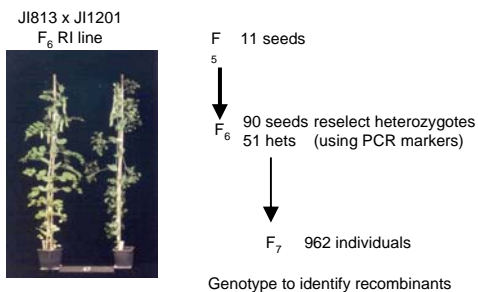 JI813 x JI1201
F6 RI line
F5 11 seeds
F6 90 seeds reselect heterozygotes
51 hets (using PCR markers)
F7 962 individuals
Genotype to identify recombinants